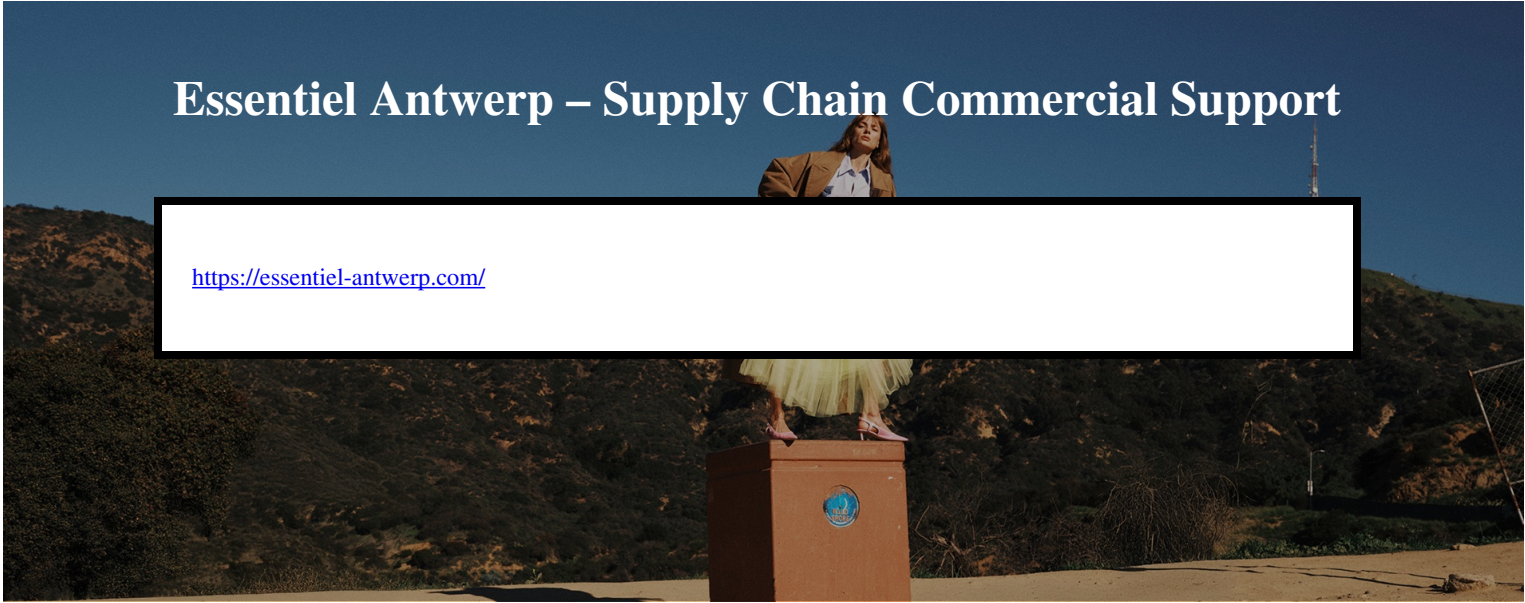 Essentiel Antwerp – Supply Chain Commercial Support
https://essentiel-antwerp.com/